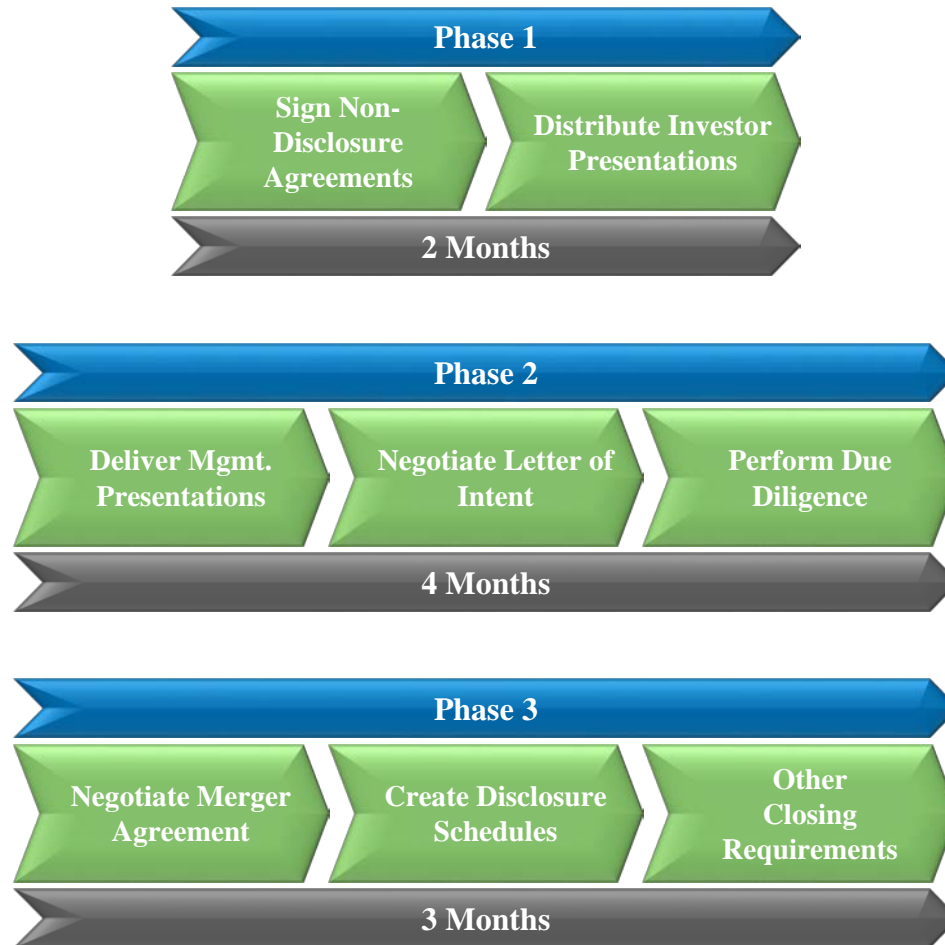 Phase 1
Sign Non-
Disclosure
Agreements
Distribute Investor
Presentations
2 Months
Phase 2
Deliver Mgmt.
Presentations
Negotiate Letter of
Intent
Perform Due
Diligence
4 Months
Phase 3
Negotiate Merger
Agreement
Create Disclosure
Schedules
Other
Closing
Requirements
3 Months